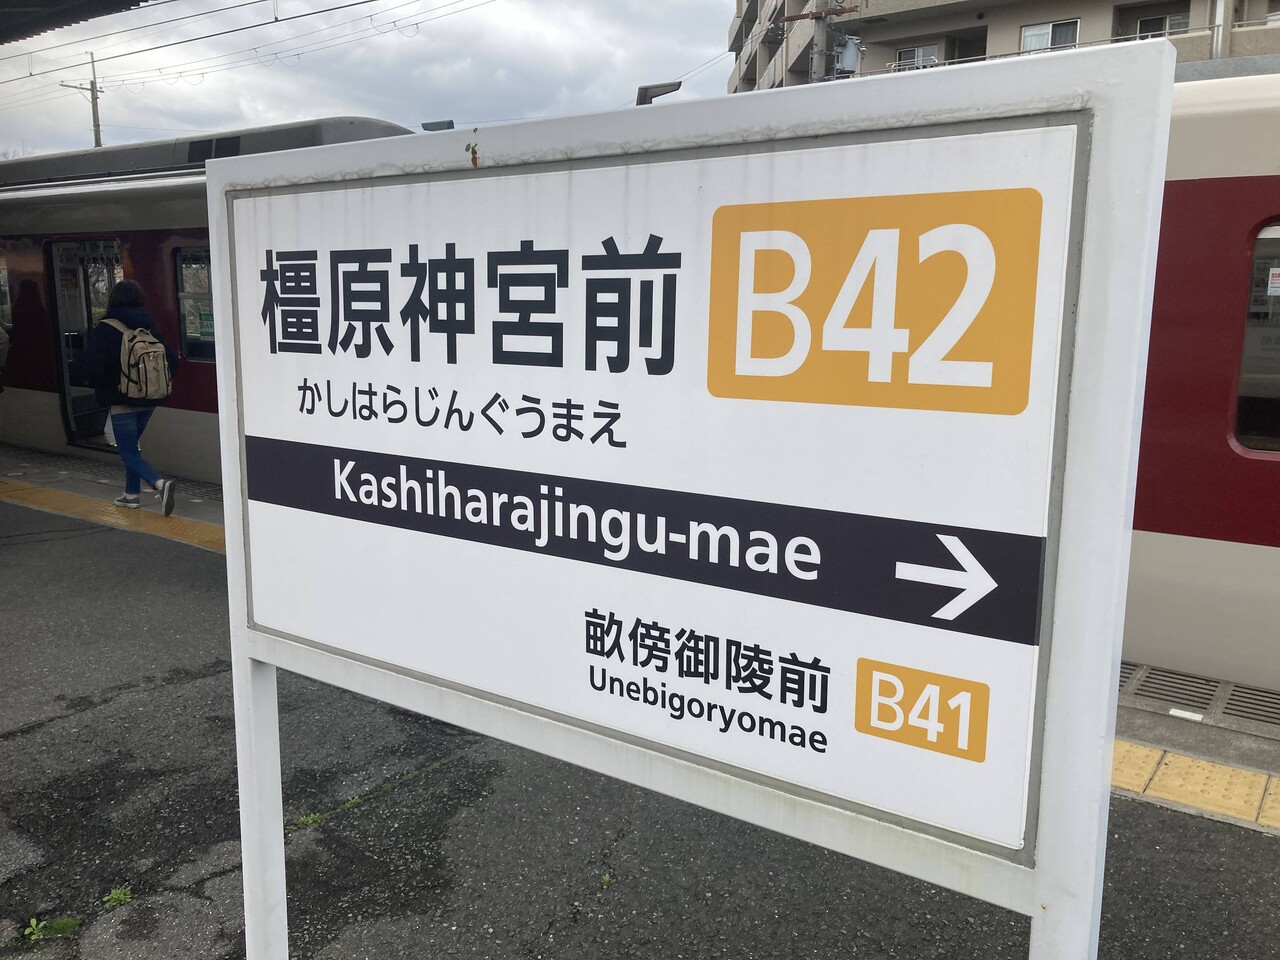 橿原神宮前 B42
かしはらじんぐうまえ
Kashiharajingu-mae →
畝傍御陵前 B41
Unebigoryomae